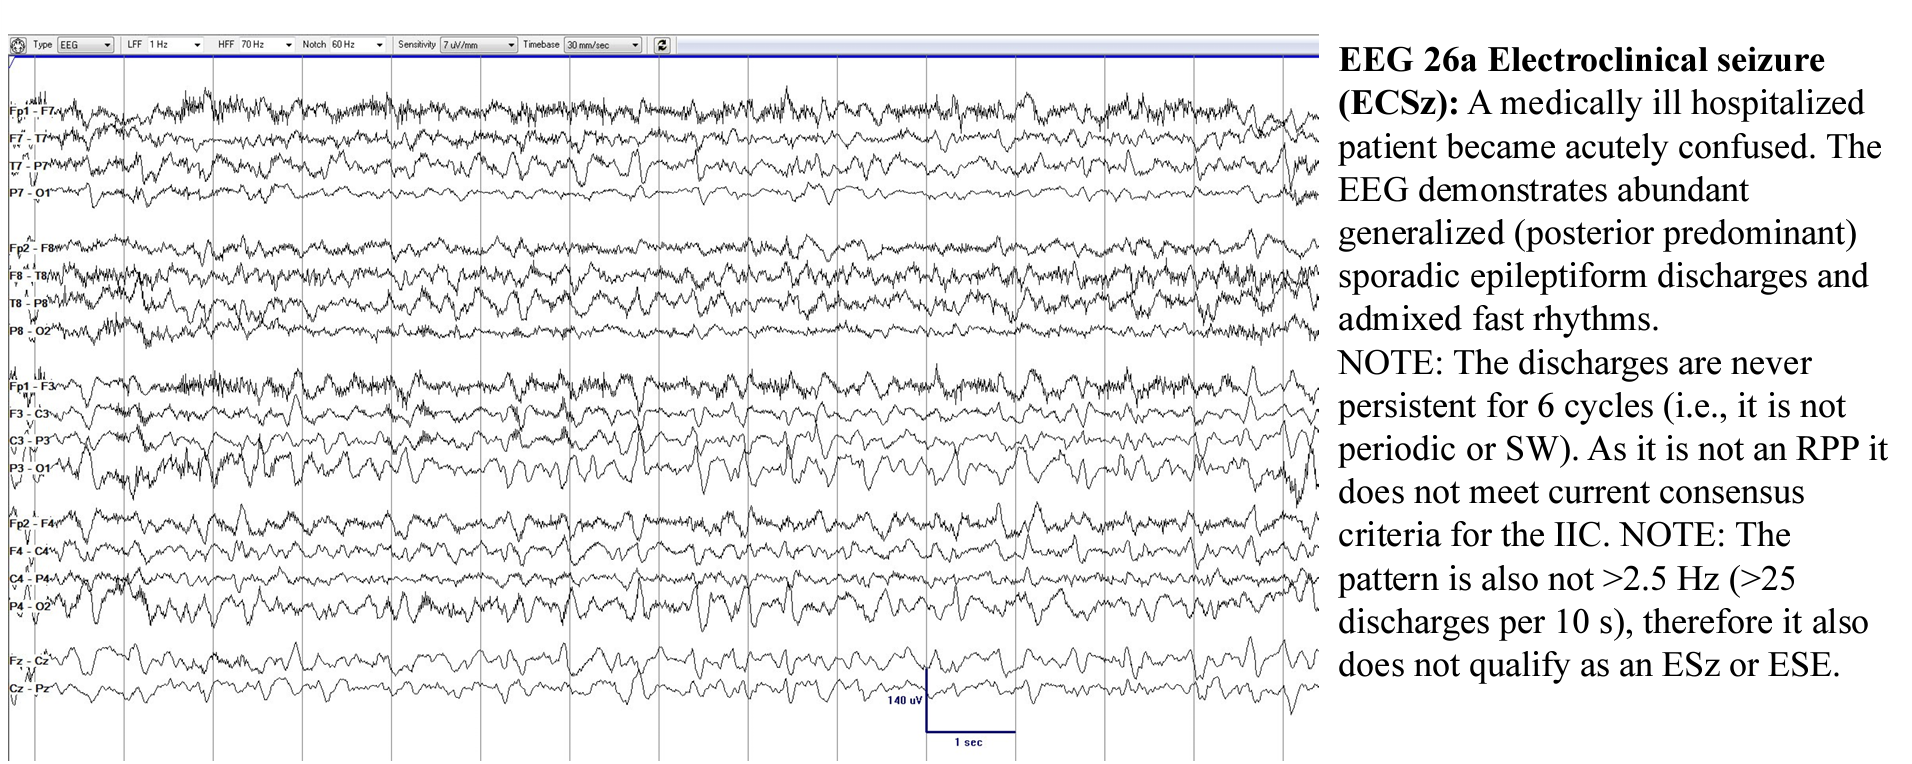 Type EEG LFF 1 Hz HFF 70 Hz Notch 60 Hz Sensitivity 7 uV/mm Timebase 30 mm/sec
Fp1 - F7
F7 - T7
T7 - P7
P7 - O1
Fp2 - F8
F8 - T8
T8 - P8
P8 - O2
Fp1 - F3
F3 - C3
C3 - P3
P3 - O1
Fp2 - F4
F4 - C4
C4 - P4
P4 - O2
Fz - Cz
Cz - Pz
140 uV
1 sec
EEG 26a Electroclinical seizure
(ECSz): A medically ill hospitalized
patient became acutely confused. The
EEG demonstrates abundant
generalized (posterior predominant)
sporadic epileptiform discharges and
admixed fast rhythms.
NOTE: The discharges are never
persistent for 6 cycles (i.e., it is not
periodic or SW). As it is not an RPP it
does not meet current consensus
criteria for the IIC. NOTE: The
pattern is also not >2.5 Hz (>25
discharges per 10 s), therefore it also
does not qualify as an ESz or ESE.